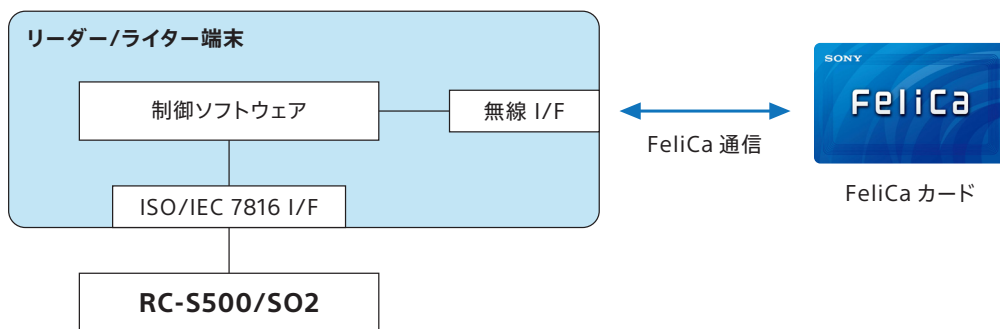 リーダー/ライター端末
制御ソフトウェア
無線 I/F
ISO/IEC 7816 I/F
RC-S500/SO2
FeliCa 通信
SONY
FeliCa
FeliCa カード